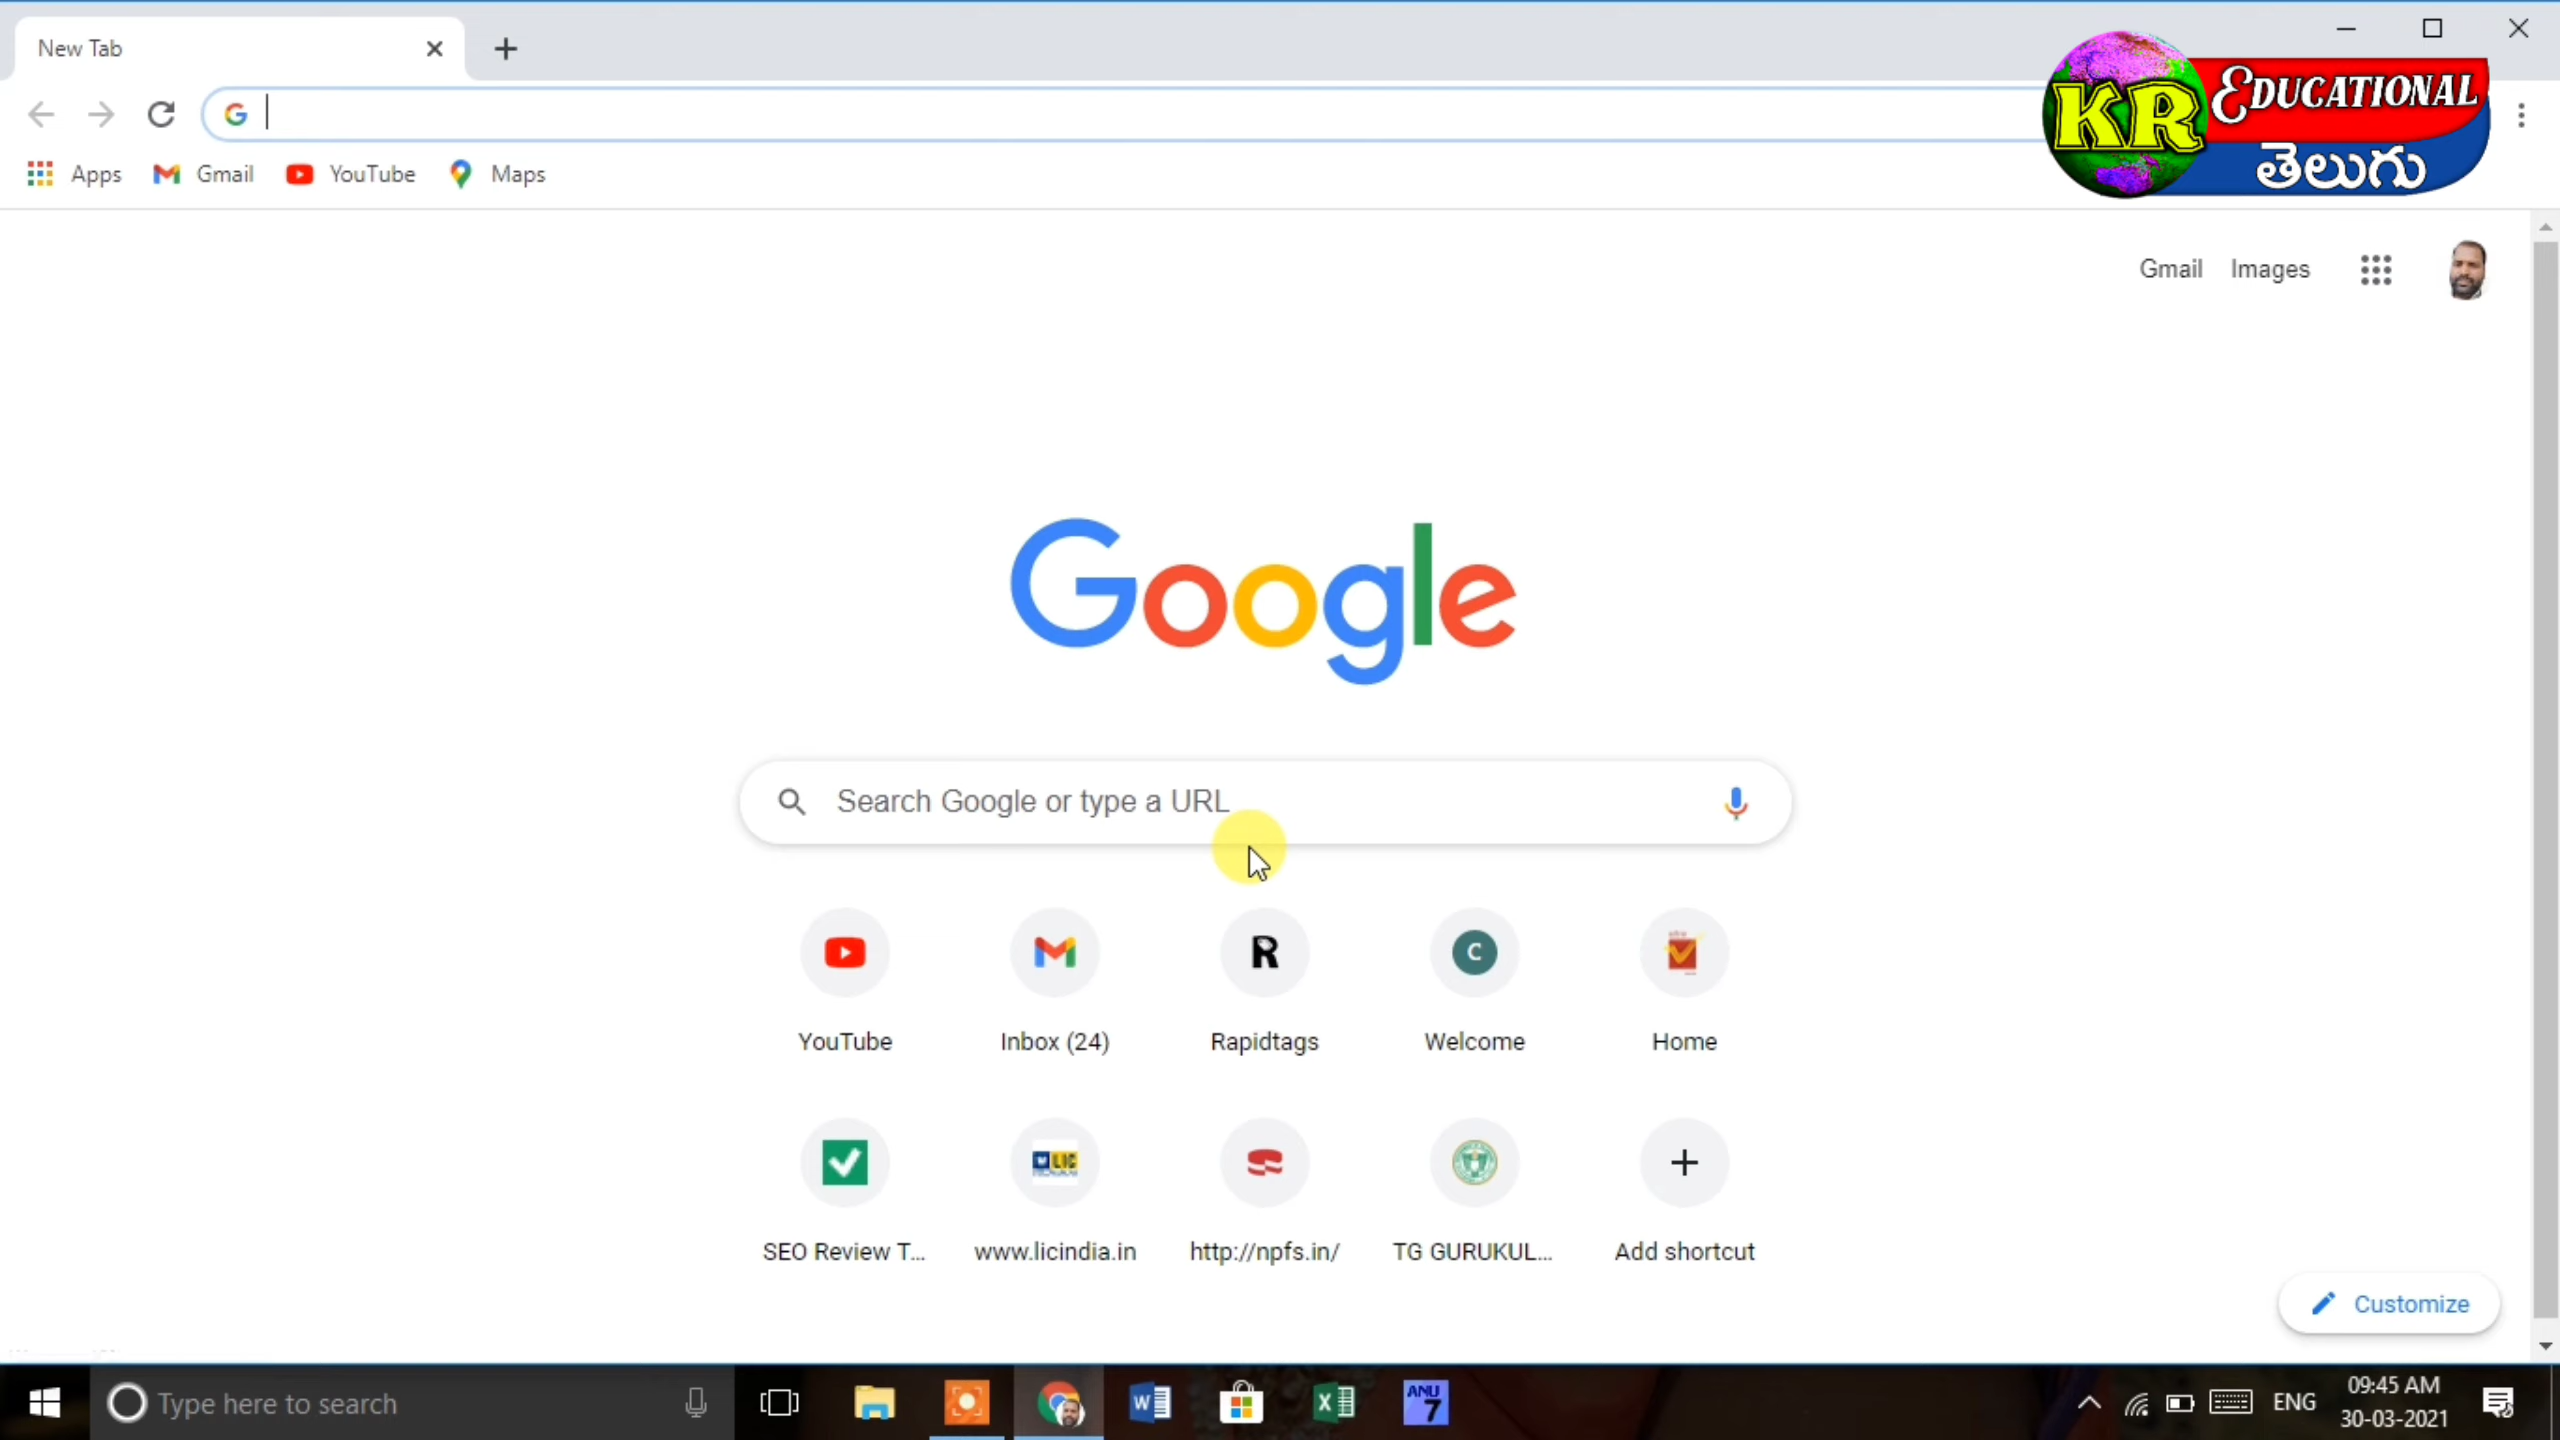 New Tab
KR EDUCATIONAL
తెలుగు
Apps Gmail YouTube Maps
Gmail Images
Google
Search Google or type a URL
YouTube Inbox (24) Rapidtags Welcome Home
SEO Review T... www.licindia.in http://npfs.in/ TG GURUKUL... Add shortcut
Customize
Type here to search
ANU 7
ENG
09:45 AM
30-03-2021